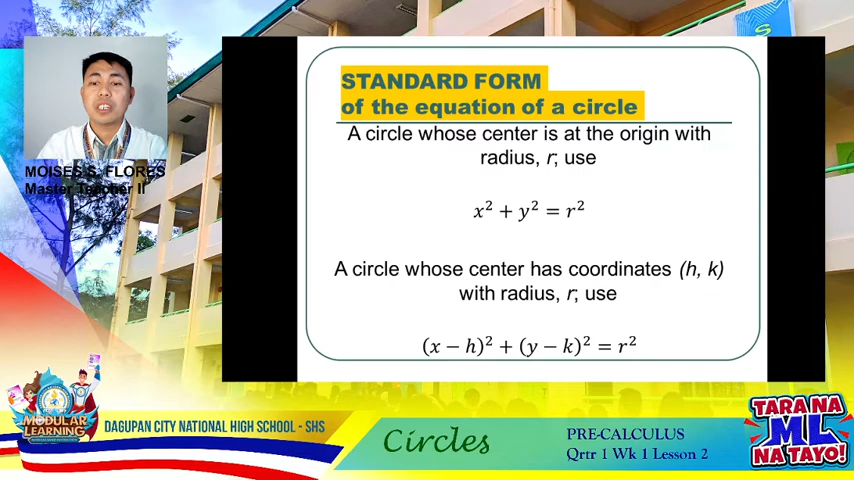 STANDARD FORM
of the equation of a circle
A circle whose center is at the origin with
radius, r; use
x² + y² = r²
A circle whose center has coordinates (h, k)
with radius, r; use
(x − h)² + (y − k)² = r²
MOISES S. FLORES
Master Teacher II
MODULAR
LEARNING
DAGUPAN CITY NATIONAL HIGH SCHOOL - SHS
Circles
PRE-CALCULUS
Qrtr 1 Wk 1 Lesson 2
TARA NA
ML
NA TAYO!